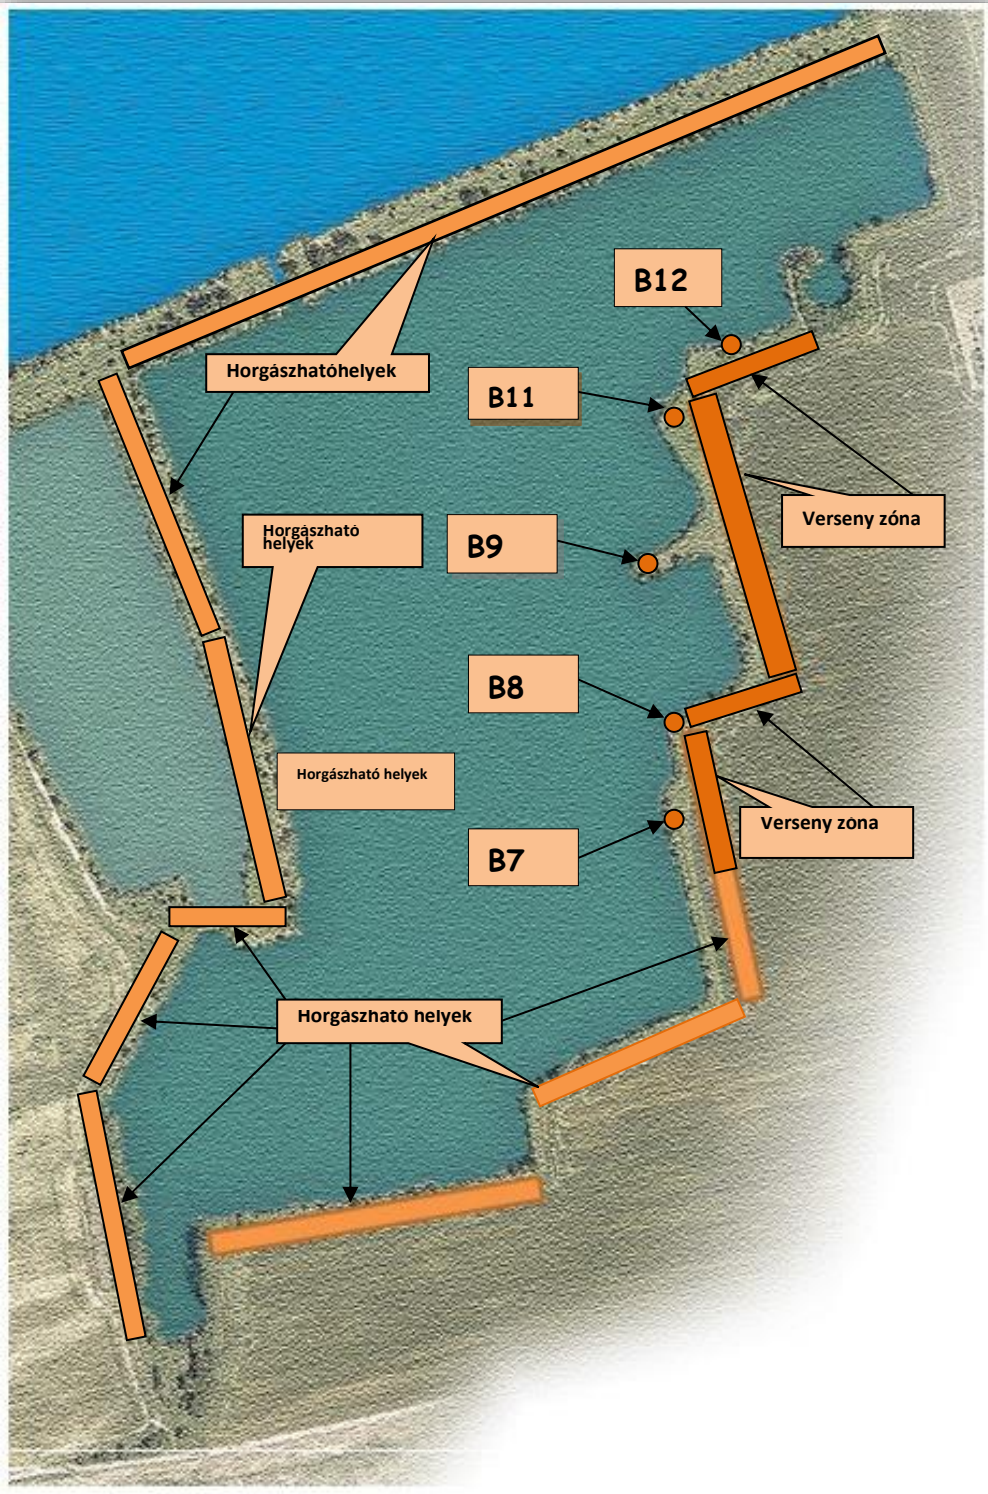 B12
Horgászhatóhelyek
B11
Verseny zóna
Horgászható
helyek
B9
B8
Horgászható helyek
Verseny zóna
B7
Horgászható helyek